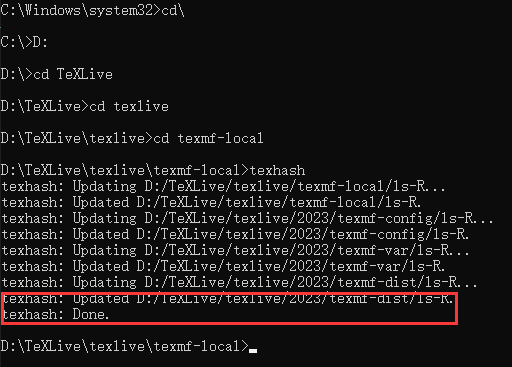 C:\Windows\system32>cd\
C:\>D:
D:\>cd TeXLive
D:\TeXLive>cd texlive
D:\TeXLive\texlive>cd texmf-local
D:\TeXLive\texlive\texmf-local>texhash
texhash: Updating D:/TeXLive/texlive/texmf-local/ls-R...
texhash: Updated D:/TeXLive/texlive/texmf-local/ls-R.
texhash: Updating D:/TeXLive/texlive/2023/texmf-config/ls-R...
texhash: Updated D:/TeXLive/texlive/2023/texmf-config/ls-R.
texhash: Updating D:/TeXLive/texlive/2023/texmf-var/ls-R...
texhash: Updated D:/TeXLive/texlive/2023/texmf-var/ls-R.
texhash: Updating D:/TeXLive/texlive/2023/texmf-dist/ls-R...
texhash: Updated D:/TeXLive/texlive/2023/texmf-dist/ls-R.
texhash: Done.
D:\TeXLive\texlive\texmf-local>